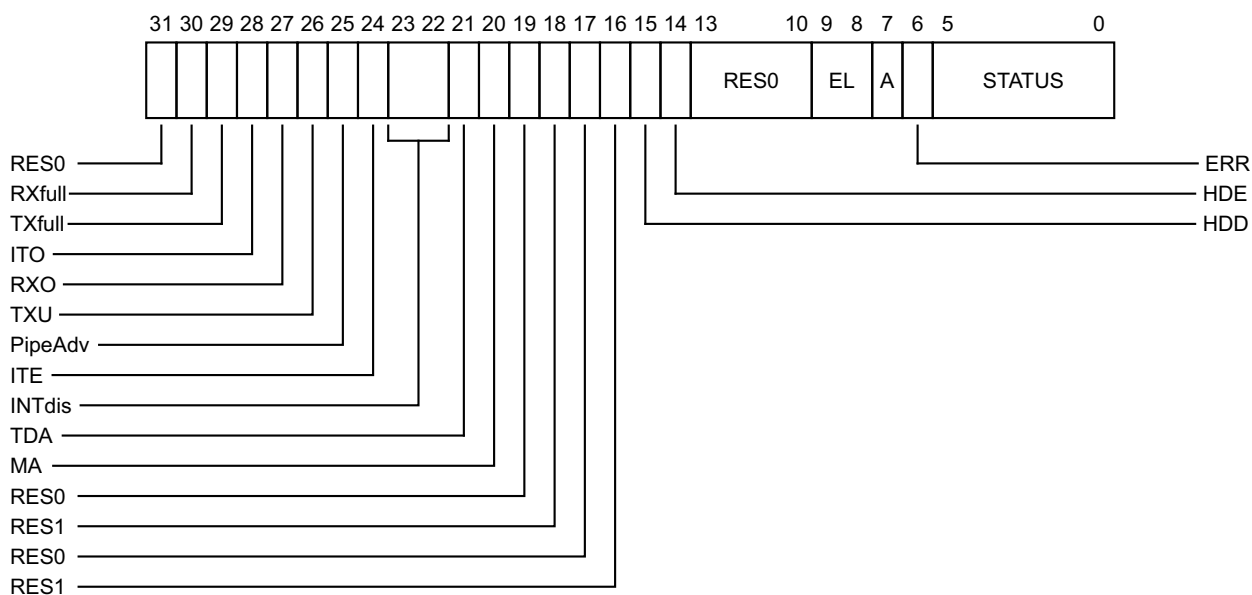 31 30 29 28 27 26 25 24 23 22 21 20 19 18 17 16 15 14 13 10 9 8 7 6 5 0
RES0 EL A STATUS
RES0 ERR
RXfull HDE
TXfull HDD
ITO
RXO
TXU
PipeAdv
ITE
INTdis
TDA
MA
RES0
RES1
RES0
RES1